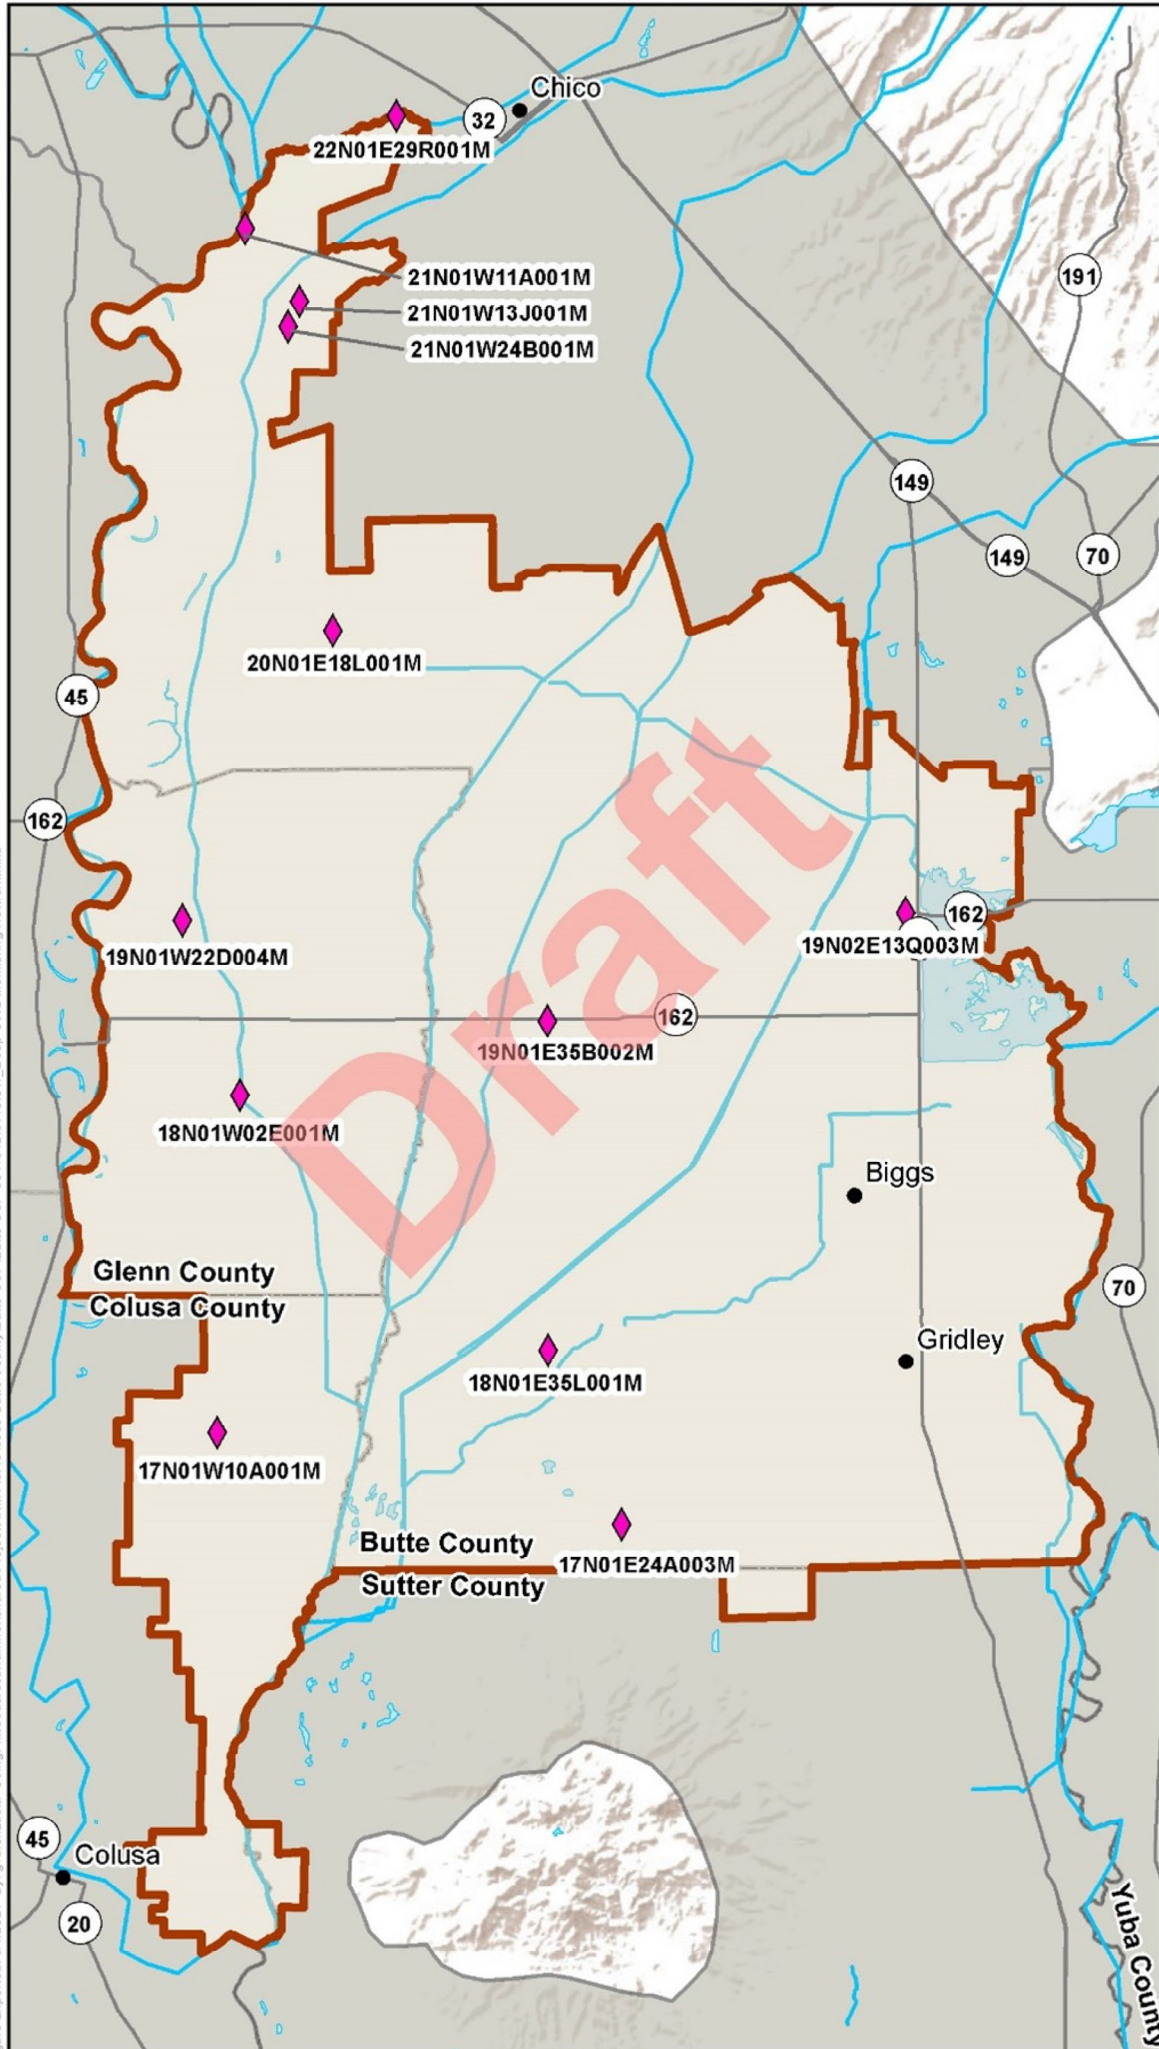 Chico
32
22N01E29R001M
21N01W11A001M
191
21N01W13J001M
21N01W24B001M
149
149
70
20N01E18L001M
45
162
162
19N02E13Q003M
19N01W22D004M
162
19N01E35B002M
18N01W02E001M
Draft
Biggs
Glenn County
70
Colusa County
Gridley
18N01E35L001M
17N01W10A001M
Butte County
17N01E24A003M
Sutter County
45
Colusa
20
Yuba County